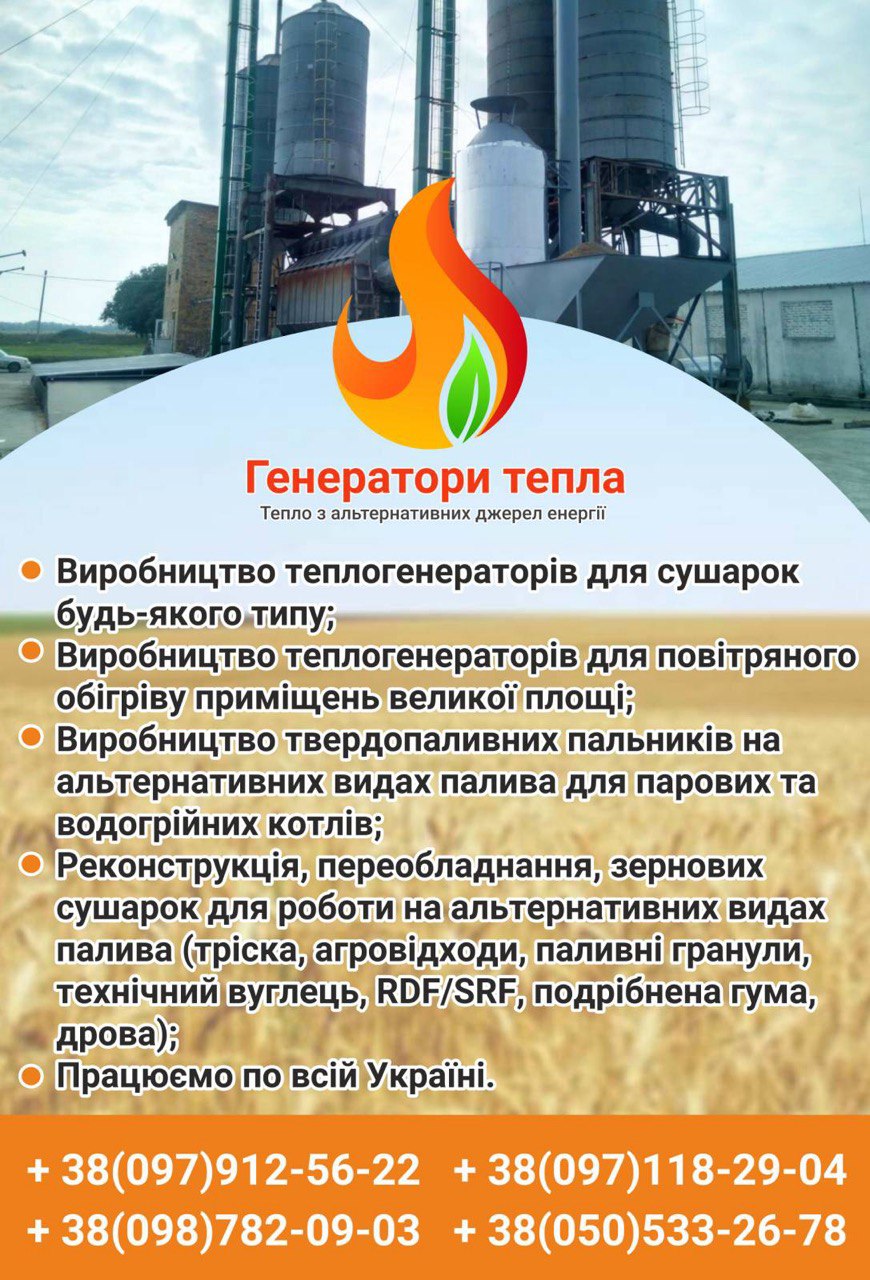 Генератори тепла
Тепло з альтернативних джерел енергії
Виробництво теплогенераторів для сушарок
будь-якого типу;
Виробництво теплогенераторів для повітряного
обігріву приміщень великої площі;
Виробництво твердопаливних пальників на
альтернативних видах палива для парових та
водогрійних котлів;
Реконструкція, переобладнання, зернових
сушарок для роботи на альтернативних видах
палива (тріска, агровідходи, паливні гранули,
технічний вуглець, RDF/SRF, подрібнена гума,
дрова);
Працюємо по всій Україні.
+ 38(097)912-56-22 + 38(097)118-29-04
+ 38(098)782-09-03 + 38(050)533-26-78